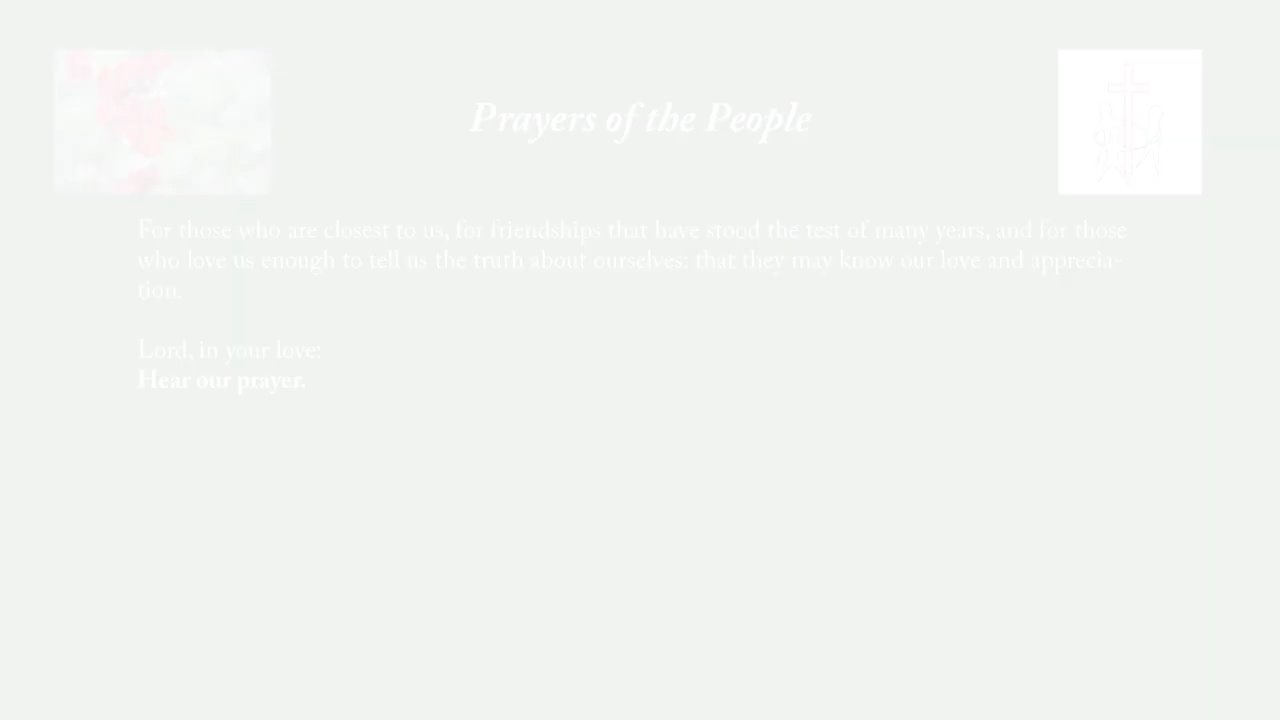 Prayers of the People
For those who are closest to us, for friendships that have stood the test of many years, and for those
who love us enough to tell us the truth about ourselves: that they may know our love and apprecia-
tion.
Lord, in your love:
Hear our prayer.